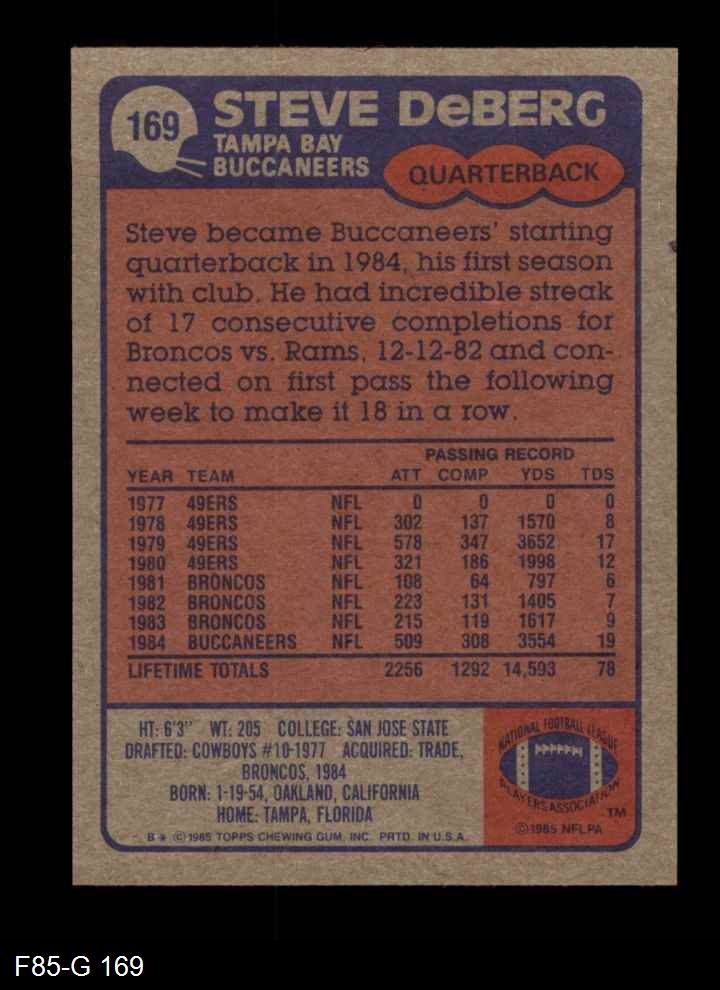 169
STEVE DeBERG
TAMPA BAY
BUCCANEERS
QUARTERBACK
Steve became Buccaneers' starting
quarterback in 1984, his first season
with club. He had incredible streak
of 17 consecutive completions for
Broncos vs. Rams, 12-12-82 and con-
nected on first pass the following
week to make it 18 in a row.
PASSING RECORD
YEAR TEAM ATT COMP YDS TDS
1977 49ERS NFL 0 0 0 0
1978 49ERS NFL 302 137 1570 8
1979 49ERS NFL 578 347 3652 17
1980 49ERS NFL 321 186 1998 12
1981 BRONCOS NFL 108 64 797 6
1982 BRONCOS NFL 223 131 1405 7
1983 BRONCOS NFL 215 119 1617 9
1984 BUCCANEERS NFL 509 308 3554 19
LIFETIME TOTALS 2256 1292 14,593 78
HT: 6'3" WT: 205 COLLEGE: SAN JOSE STATE
DRAFTED: COWBOYS #10-1977 ACQUIRED: TRADE,
BRONCOS, 1984
BORN: 1-19-54, OAKLAND, CALIFORNIA
HOME: TAMPA, FLORIDA
B* ©1985 TOPPS CHEWING GUM, INC. PRTD. IN U.S.A.
NATIONAL FOOTBALL LEAGUE
PLAYERS ASSOCIATION
TM
©1985 NFLPA
F85-G 169